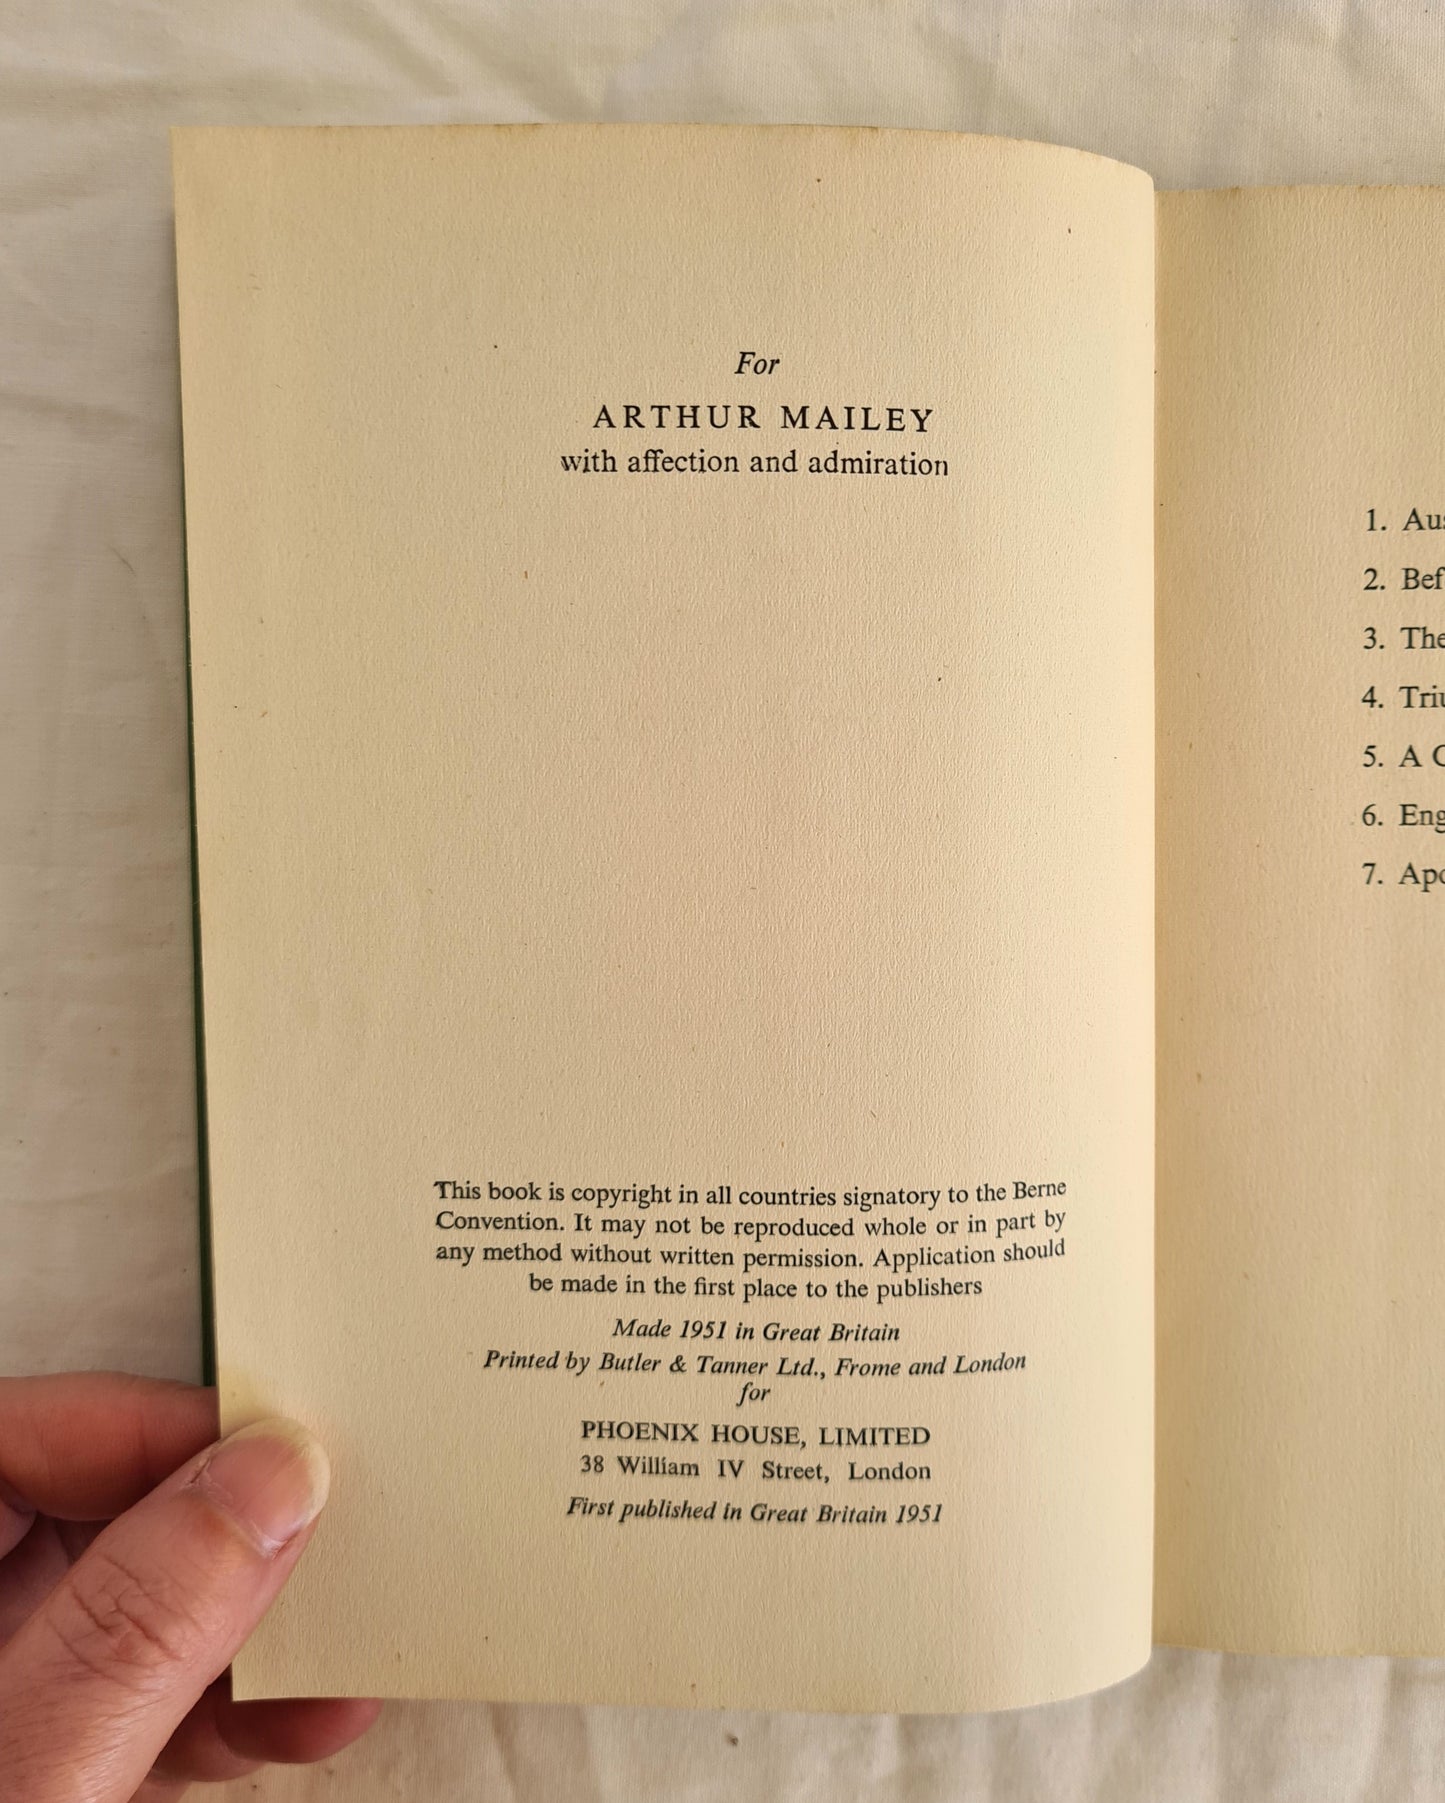 For
ARTHUR MAILEY
with affection and admiration
This book is copyright in all countries signatory to the Berne
Convention. It may not be reproduced whole or in part by
any method without written permission. Application should
be made in the first place to the publishers
Made 1951 in Great Britain
Printed by Butler & Tanner Ltd., Frome and London
for
PHOENIX HOUSE, LIMITED
38 William IV Street, London
First published in Great Britain 1951
1.
2.
3. The
4.
5. A
6.
7.